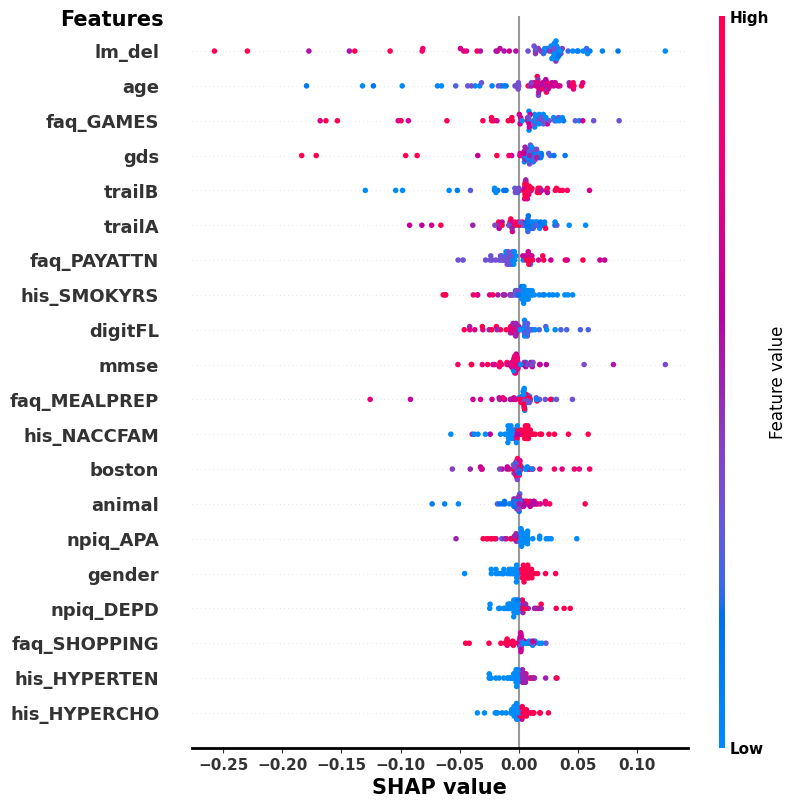 Features
High
lm_del
age
faq_GAMES
gds
trailB
trailA
faq_PAYATTN
his_SMOKYRS
digitFL
mmse
faq_MEALPREP
his_NACCFAM
boston
animal
npiq_APA
gender
npiq_DEPD
faq_SHOPPING
his_HYPERTEN
his_HYPERCHO
Feature value
Low
−0.25 −0.20 −0.15 −0.10 −0.05 0.00 0.05 0.10
SHAP value